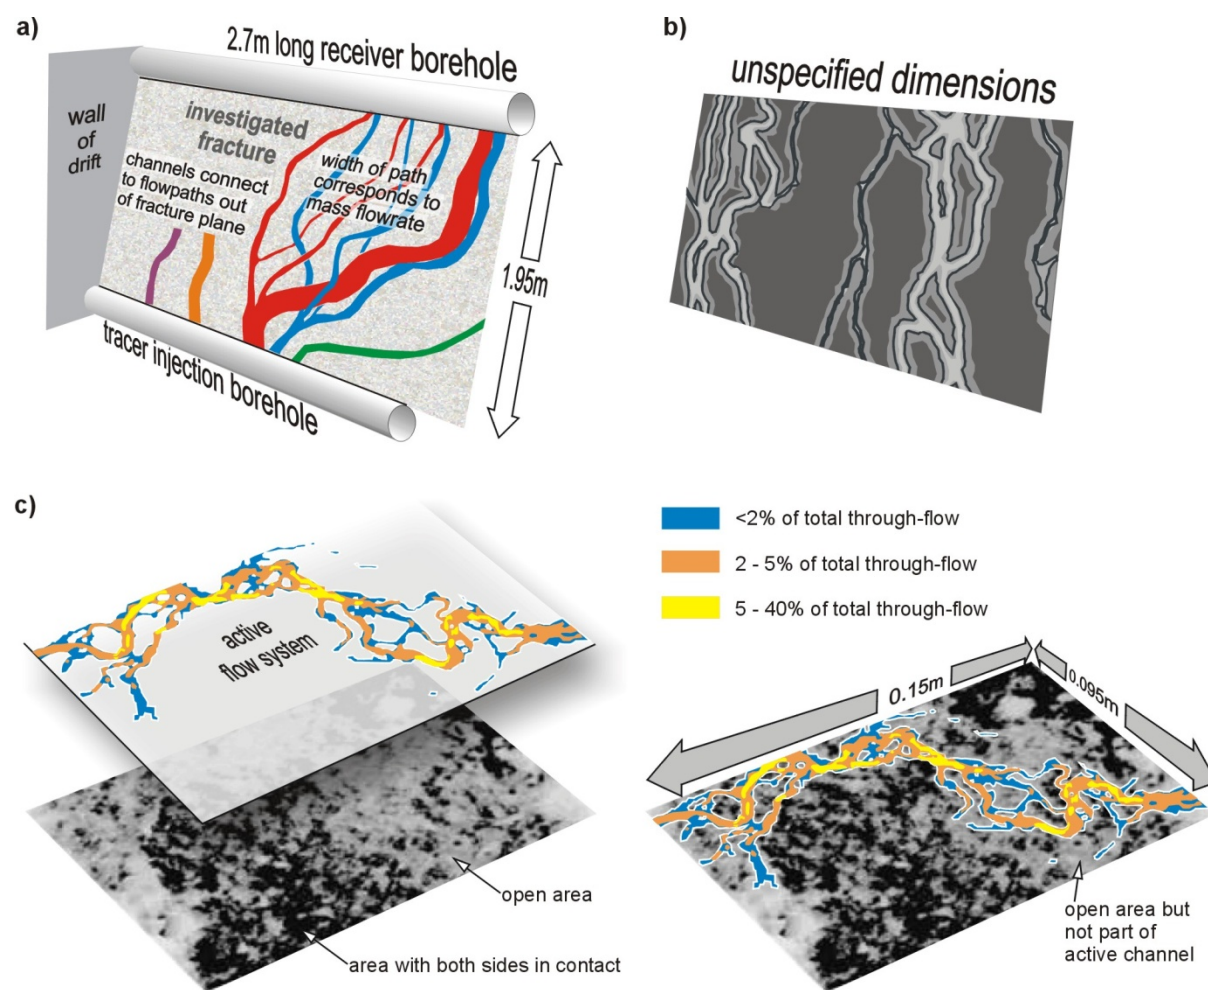 a)
2.7m long receiver borehole
wall
of
drift
investigated
fracture
channels connect
to flowpaths out
of fracture plane
width of path
corresponds to
mass flowrate
1.95m
tracer injection borehole
b)
unspecified dimensions
c)
active
flow system
open area
area with both sides in contact
<2% of total through-flow
2 - 5% of total through-flow
5 - 40% of total through-flow
0.15m
0.095m
open area but
not part of
active channel